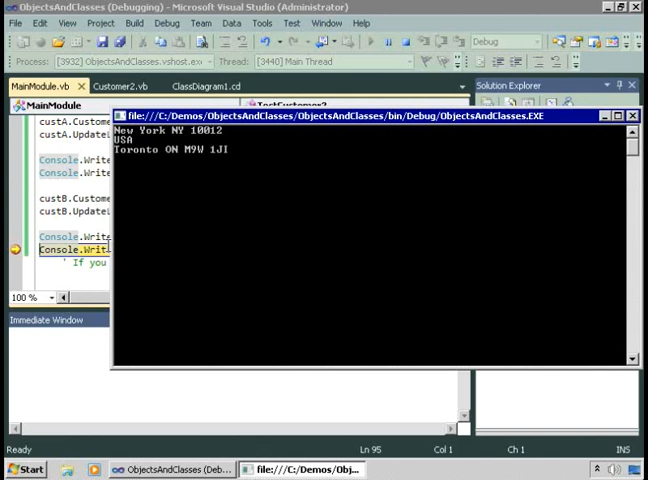 ObjectsAndClasses (Debugging) - Microsoft Visual Studio (Administrator)
File Edit View Project Build Debug Team Data Tools Test Window Help
Debug
Process: [3932] ObjectsAndClasses.vshost.exe Thread: [3440] Main Thread
MainModule.vb Customer2.vb ClassDiagram1.cd Solution Explorer
MainModule TestCustomer2
file:///C:/Demos/ObjectsAndClasses/ObjectsAndClasses/bin/Debug/ObjectsAndClasses.EXE
New York NY 10012
USA
Toronto ON M9W 1JI
custA.Custome
custA.UpdateL
Console.Write
Console.Write
custB.Custome
custB.UpdateL
Console.Write
Console.Writ
' If you
100 %
Immediate Window
Ready Ln 95 Col 1 Ch 1 INS
Start ObjectsAndClasses (Deb... file:///C:/Demos/Obj...